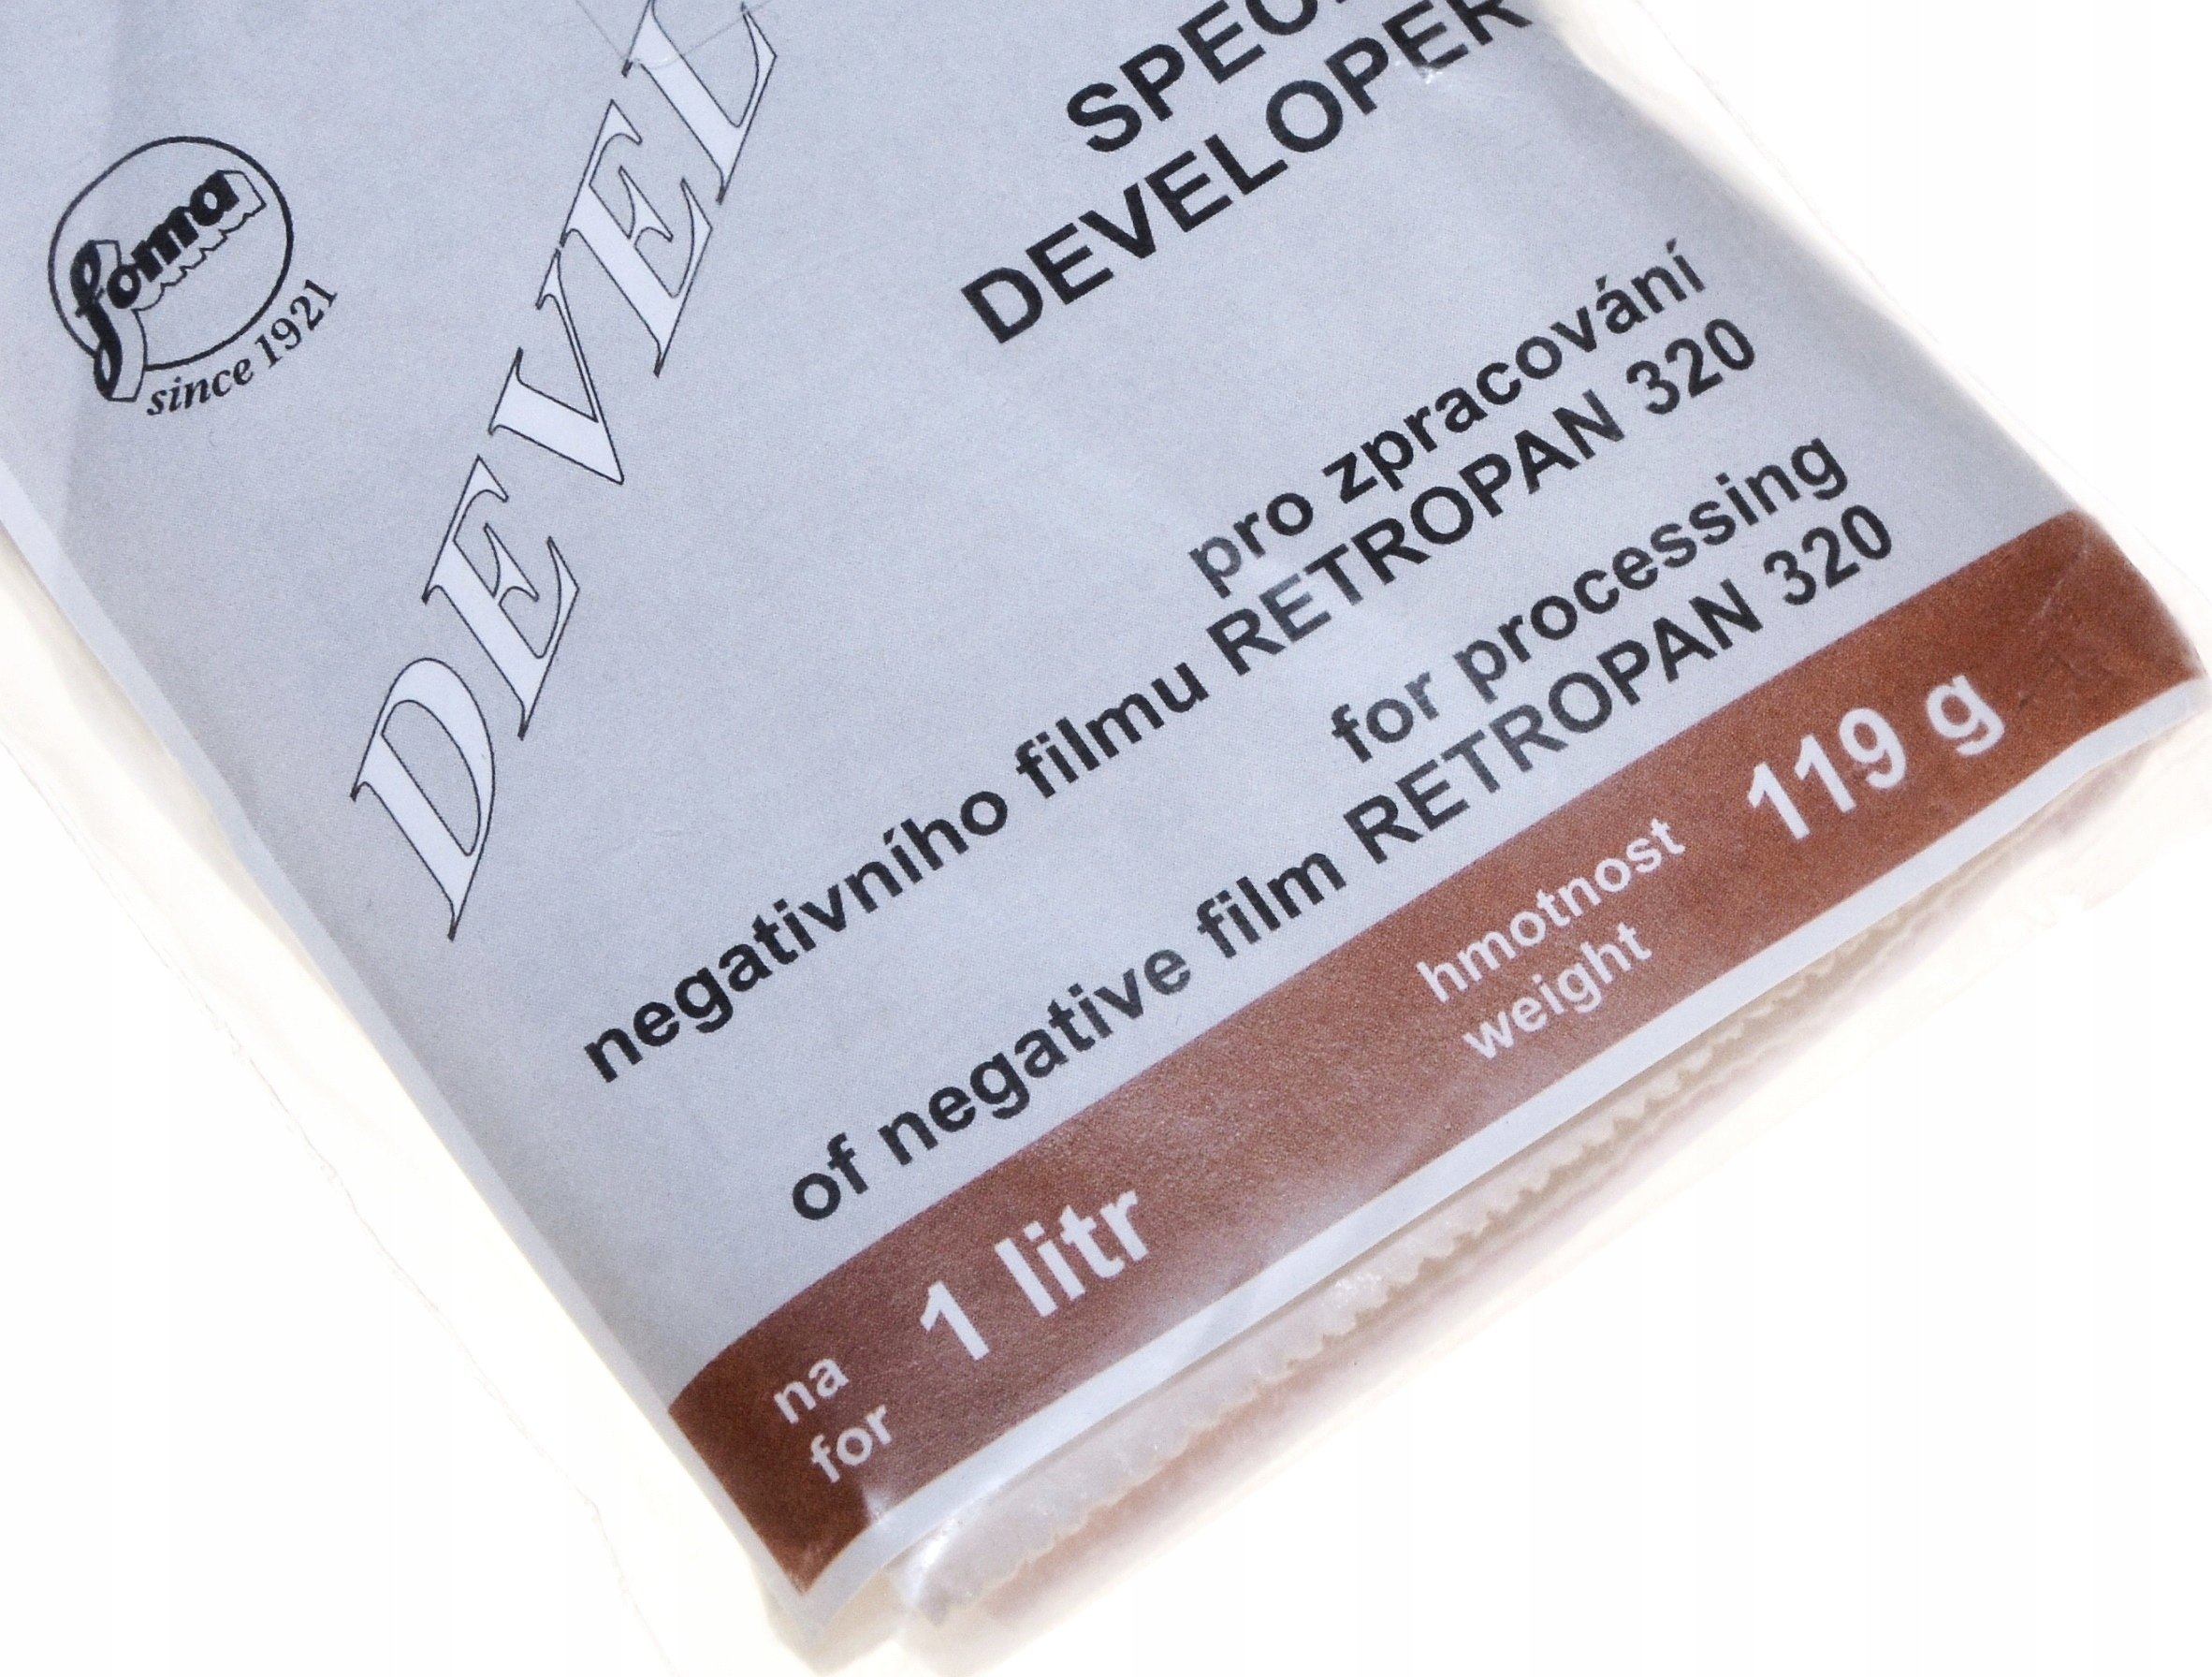 foma
since 1921
DEVEL
DEVELOPER
pro zpracování
negativního filmu RETROPAN 320
for processing
of negative film RETROPAN 320
na
for
1 litr
hmotnost
weight
119 g